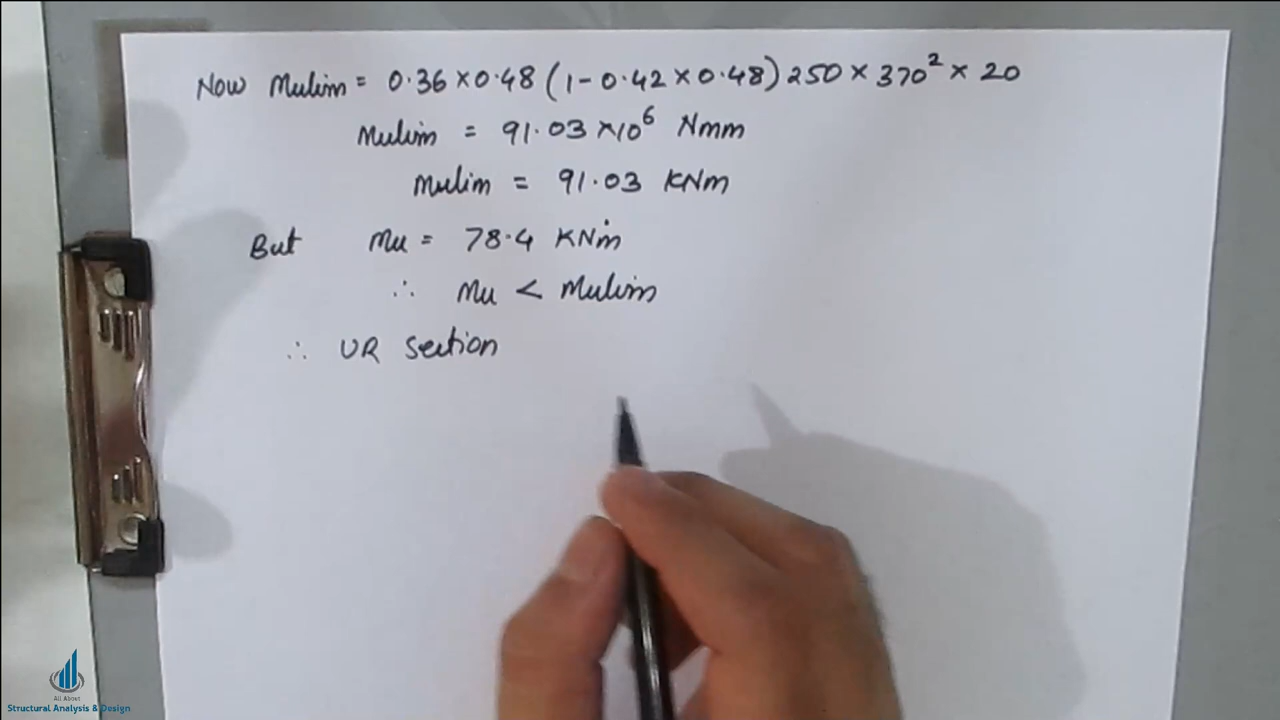 Now Mulim = 0.36 × 0.48 (1 - 0.42 × 0.48) 250 × 370² × 20
Mulim = 91.03 × 10⁶ Nmm
Mulim = 91.03 KNm
But Mu = 78.4 KNm
∴ Mu < Mulim
∴ UR Section
All About
Structural Analysis & Design